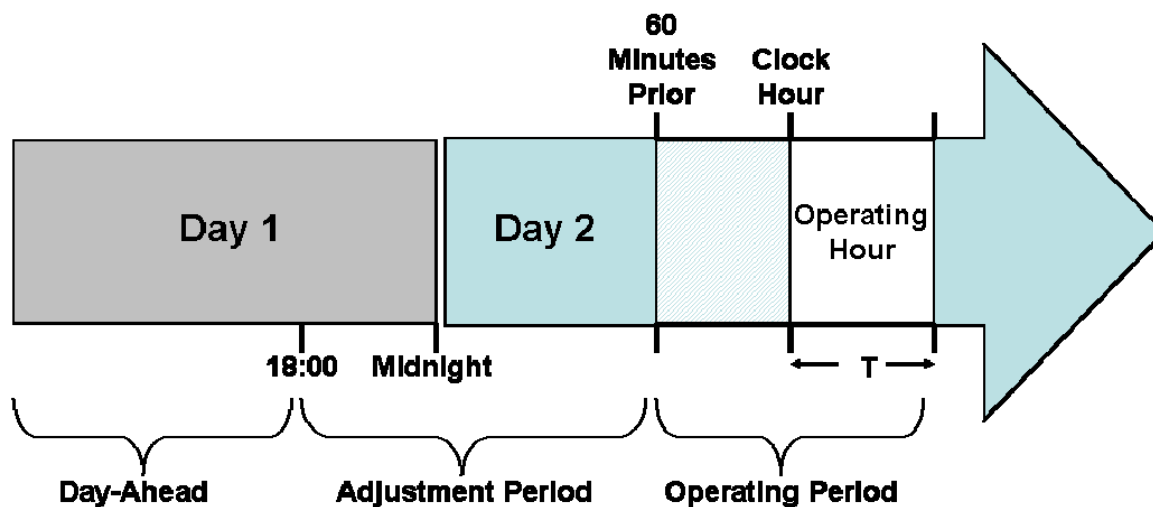 60
Minutes
Prior
Clock
Hour
Day 1
Day 2
Operating
Hour
18:00
Midnight
T
Day-Ahead
Adjustment Period
Operating Period